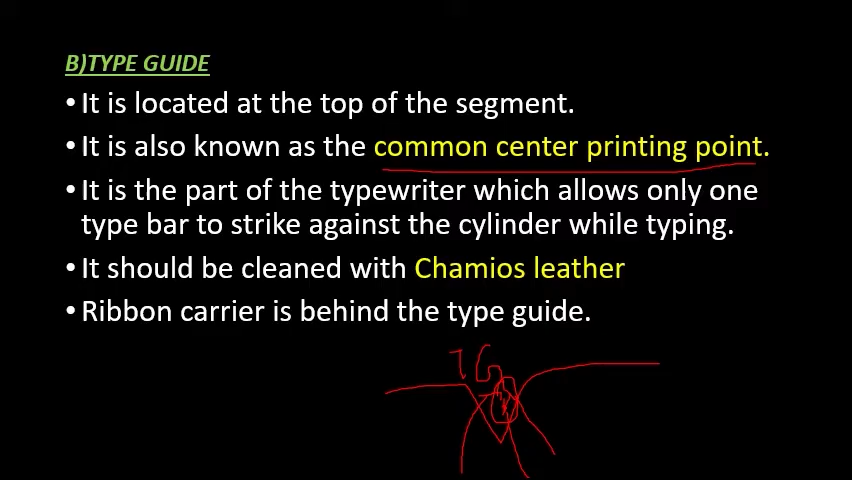 B)TYPE GUIDE
• It is located at the top of the segment.
• It is also known as the common center printing point.
• It is the part of the typewriter which allows only one
type bar to strike against the cylinder while typing.
• It should be cleaned with Chamios leather
• Ribbon carrier is behind the type guide.
TG